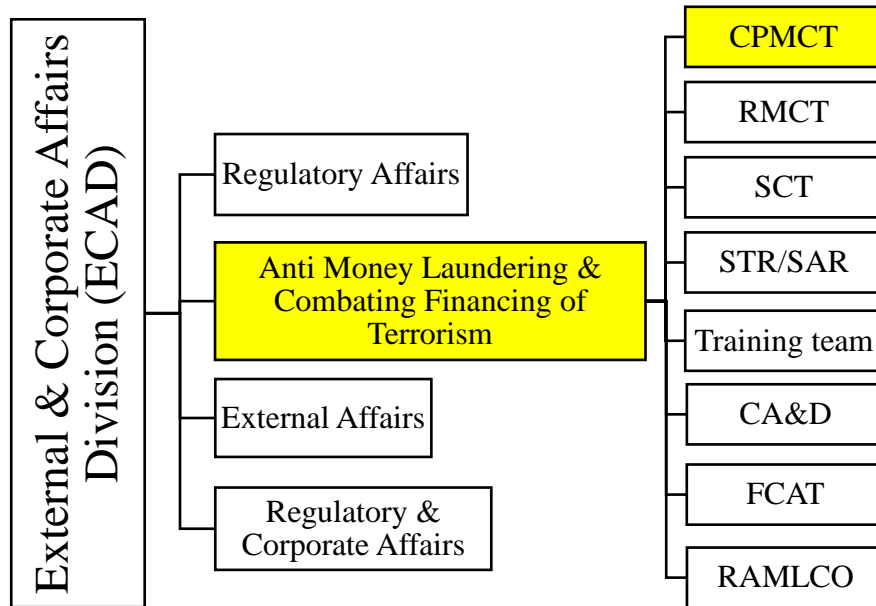 External & Corporate Affairs
Division (ECAD)
Regulatory Affairs
Anti Money Laundering &
Combating Financing of
Terrorism
External Affairs
Regulatory &
Corporate Affairs
CPMCT
RMCT
SCT
STR/SAR
Training team
CA&D
FCAT
RAMLCO